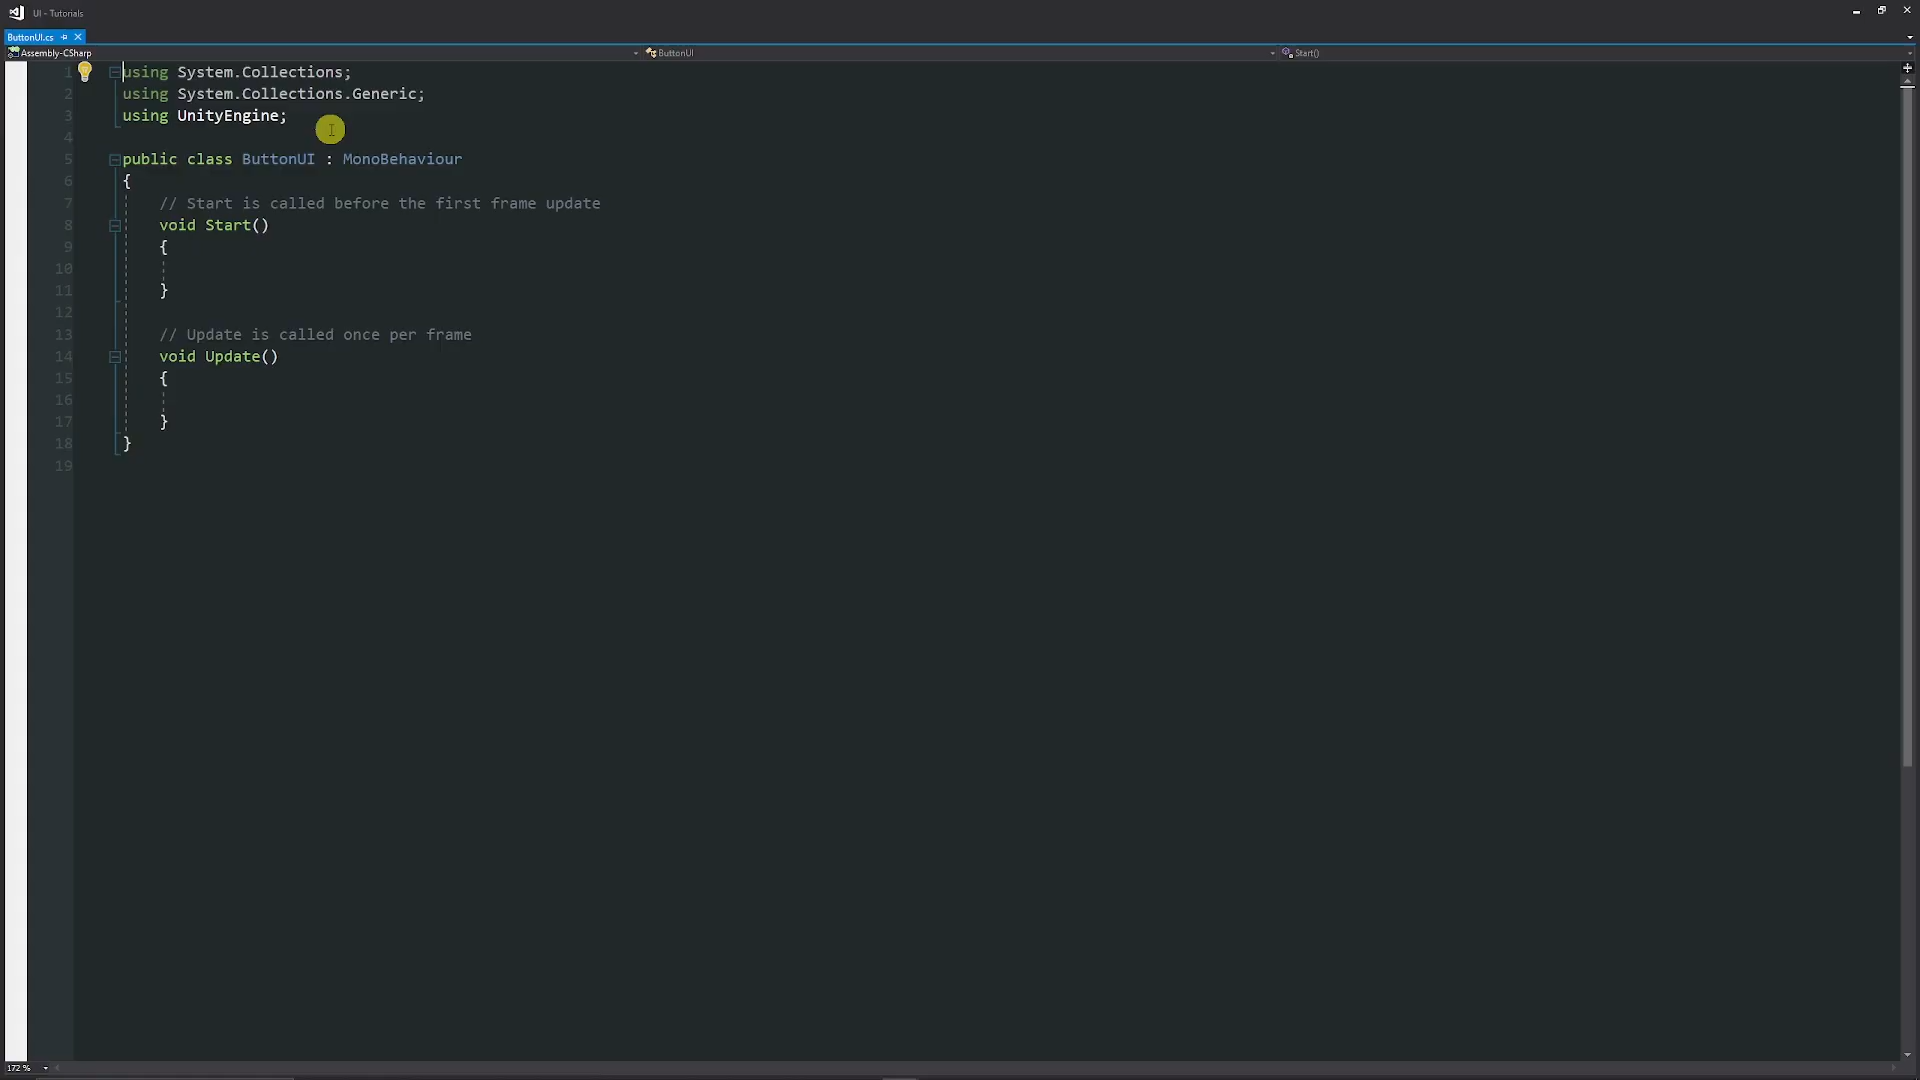 UI - Tutorials
ButtonUI.cs
Assembly-CSharp
ButtonUI
Start()
1 using System.Collections;
2 using System.Collections.Generic;
3 using UnityEngine;
4
5 public class ButtonUI : MonoBehaviour
6 {
7 // Start is called before the first frame update
8 void Start()
9 {
10
11 }
12
13 // Update is called once per frame
14 void Update()
15 {
16
17 }
18 }
19
172 %